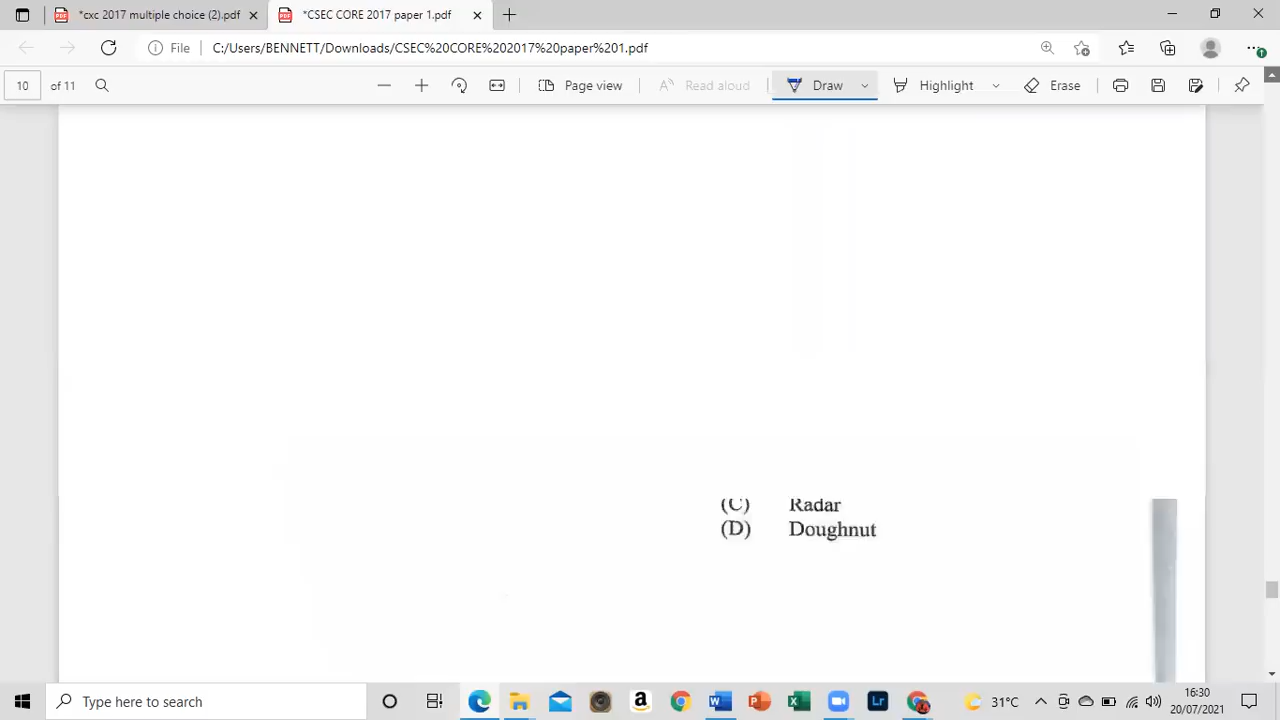 *cxc 2017 multiple choice (2).pdf
*CSEC CORE 2017 paper 1.pdf
File
C:/Users/BENNETT/Downloads/CSEC%20CORE%202017%20paper%201.pdf
10 of 11
Page view
Read aloud
Draw
Highlight
Erase
(C) Radar
(D) Doughnut
Type here to search
a
W
P
X
Lr
31°C
16:30
20/07/2021